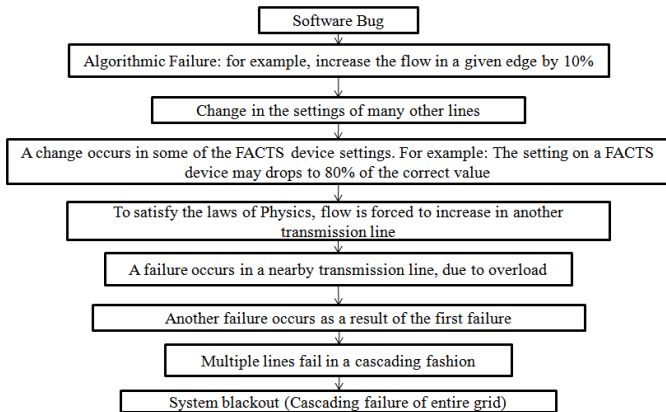 Software Bug
Algorithmic Failure: for example, increase the flow in a given edge by 10%
Change in the settings of many other lines
A change occurs in some of the FACTS device settings. For example: The setting on a FACTS
device may drops to 80% of the correct value
To satisfy the laws of Physics, flow is forced to increase in another
transmission line
A failure occurs in a nearby transmission line, due to overload
Another failure occurs as a result of the first failure
Multiple lines fail in a cascading fashion
System blackout (Cascading failure of entire grid)